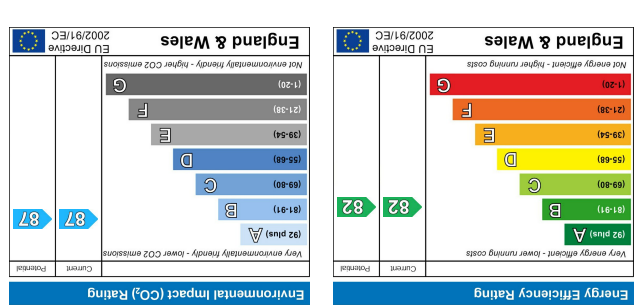 Energy Efficiency Rating
Current
Potential
Very energy efficient - lower running costs
(92 plus) A
(81-91) B
(69-80) C
(55-68) D
(39-54) E
(21-38) F
(1-20) G
Not energy efficient - higher running costs
82
82
England & Wales
EU Directive
2002/91/EC
Environmental Impact (CO₂) Rating
Current
Potential
Very environmentally friendly - lower CO2 emissions
(92 plus) A
(81-91) B
(69-80) C
(55-68) D
(39-54) E
(21-38) F
(1-20) G
Not environmentally friendly - higher CO2 emissions
87
87
England & Wales
EU Directive
2002/91/EC